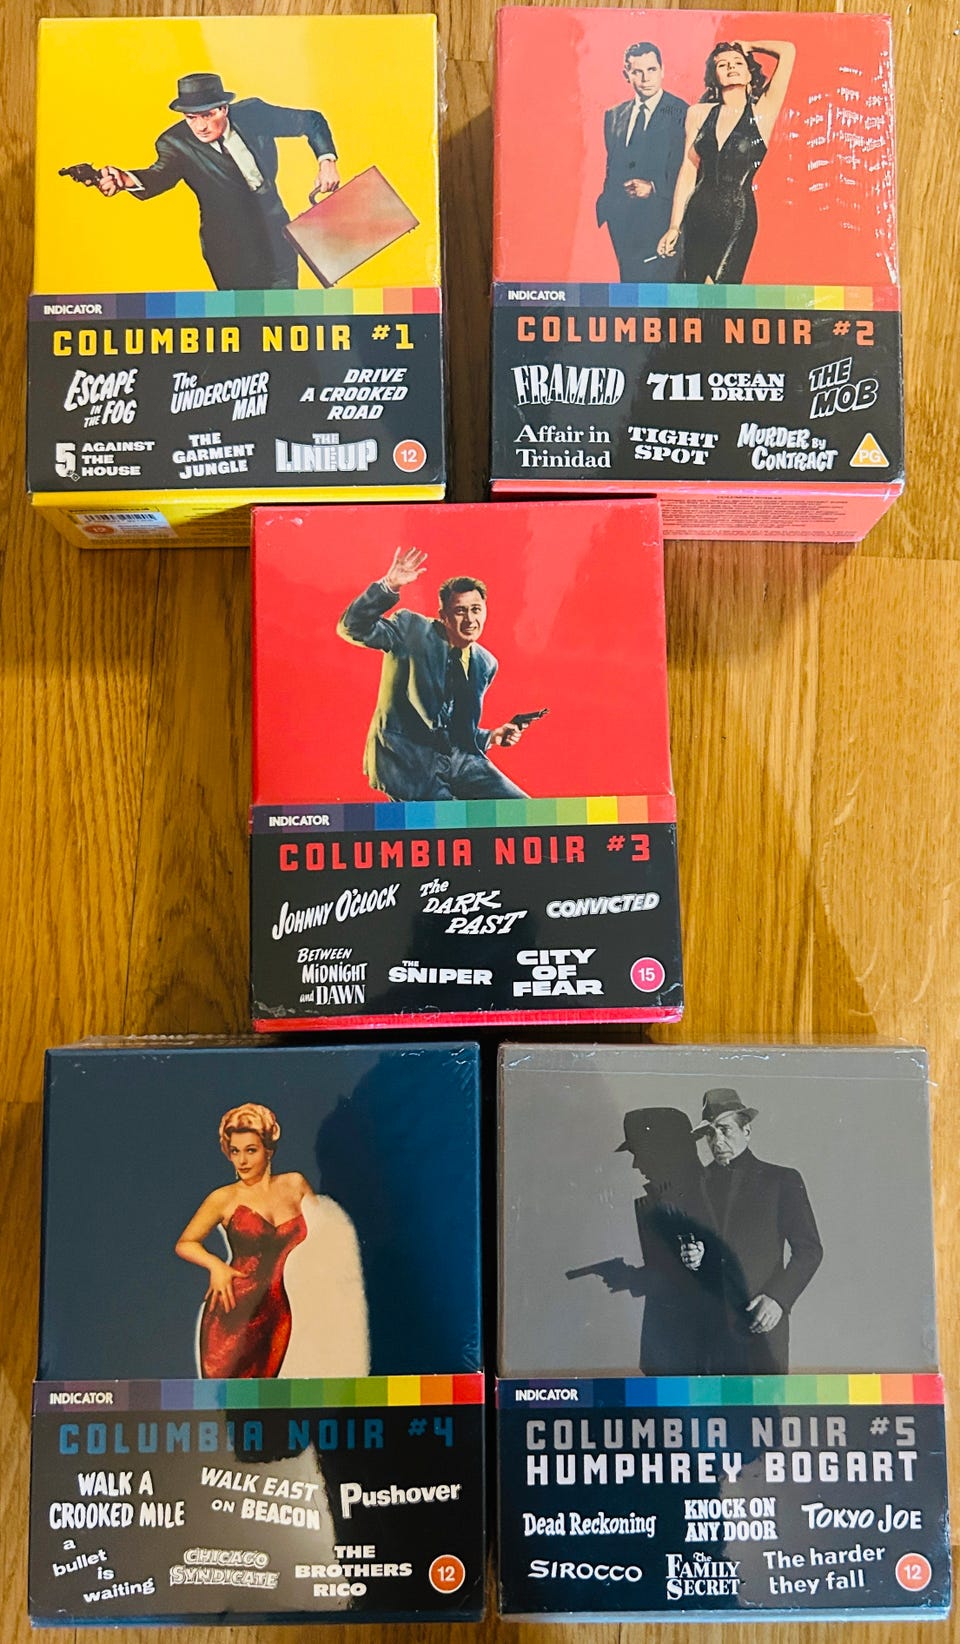 INDICATOR
COLUMBIA NOIR #1
ESCAPE
IN THE FOG
The
UNDERCOVER
MAN
DRIVE
A CROOKED
ROAD
5 AGAINST
THE
HOUSE
THE
GARMENT
JUNGLE
THE
LINEUP
12
INDICATOR
COLUMBIA NOIR #2
FRAMED
711 OCEAN
DRIVE
THE
MOB
Affair in
Trinidad
TIGHT
SPOT
MURDER By
CONTRACT
PG
INDICATOR
COLUMBIA NOIR #3
JOHNNY O'CLOCK
The
DARK
PAST
CONVICTED
BETWEEN
MIDNIGHT
and DAWN
THE
SNIPER
CITY
OF
FEAR
15
INDICATOR
COLUMBIA NOIR #4
WALK A
CROOKED MILE
WALK EAST
ON BEACON
Pushover
a
bullet
is
waiting
CHICAGO
SYNDICATE
THE
BROTHERS
RICO
12
INDICATOR
COLUMBIA NOIR #5
HUMPHREY BOGART
Dead Reckoning
KNOCK ON
ANY DOOR
TOKYO JOE
SIROCCO
The
FAMILY
SECRET
The harder
they fall
12